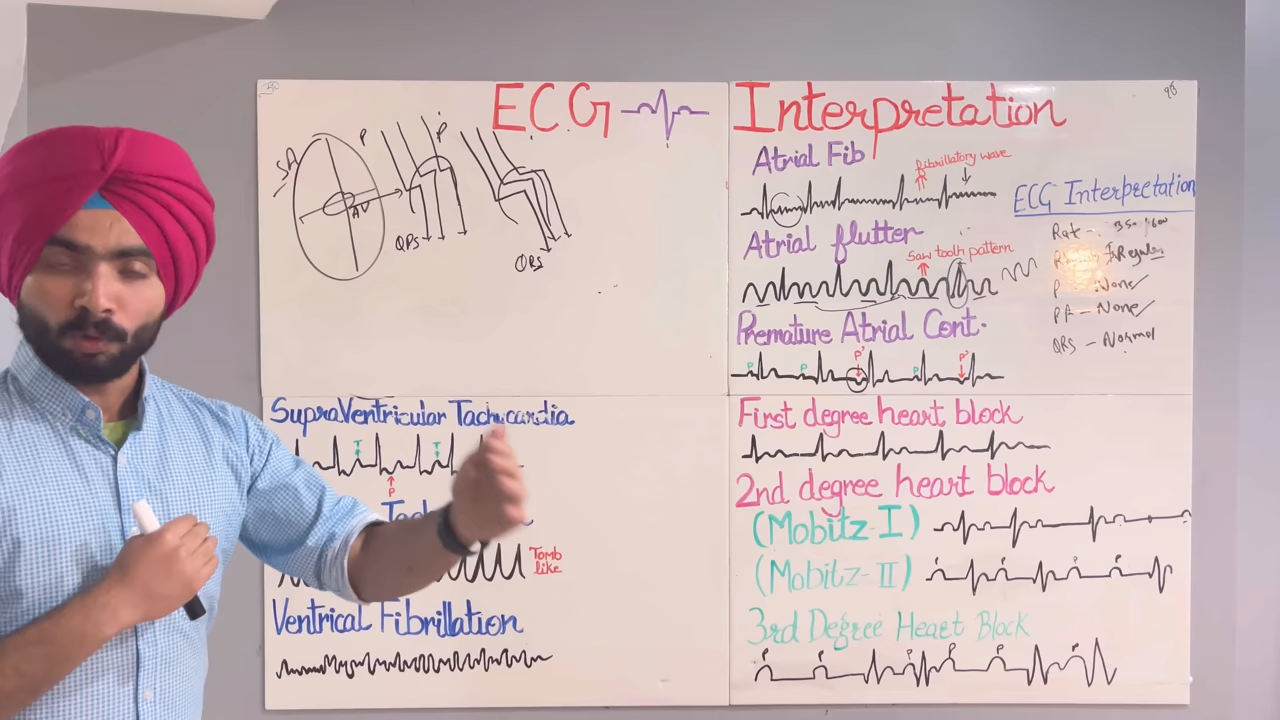 ECG Interpretation
SA
AV
P
P
QRS
QRS
Atrial Fib
fibrillatory wave
Atrial flutter
Saw tooth pattern
Premature Atrial Cont.
P
P
P'
P
P'
ECG Interpretation
Irregular
P - None
PR - None
QRS - Normal
SupraVentricular Tachycardia
T
T
P
Tomb
like
Ventrical Fibrillation
First degree heart block
2nd degree heart block
(Mobitz-I)
(Mobitz-II)
P
P
P
P
3rd Degree Heart Block
P
P
P
P
P
P